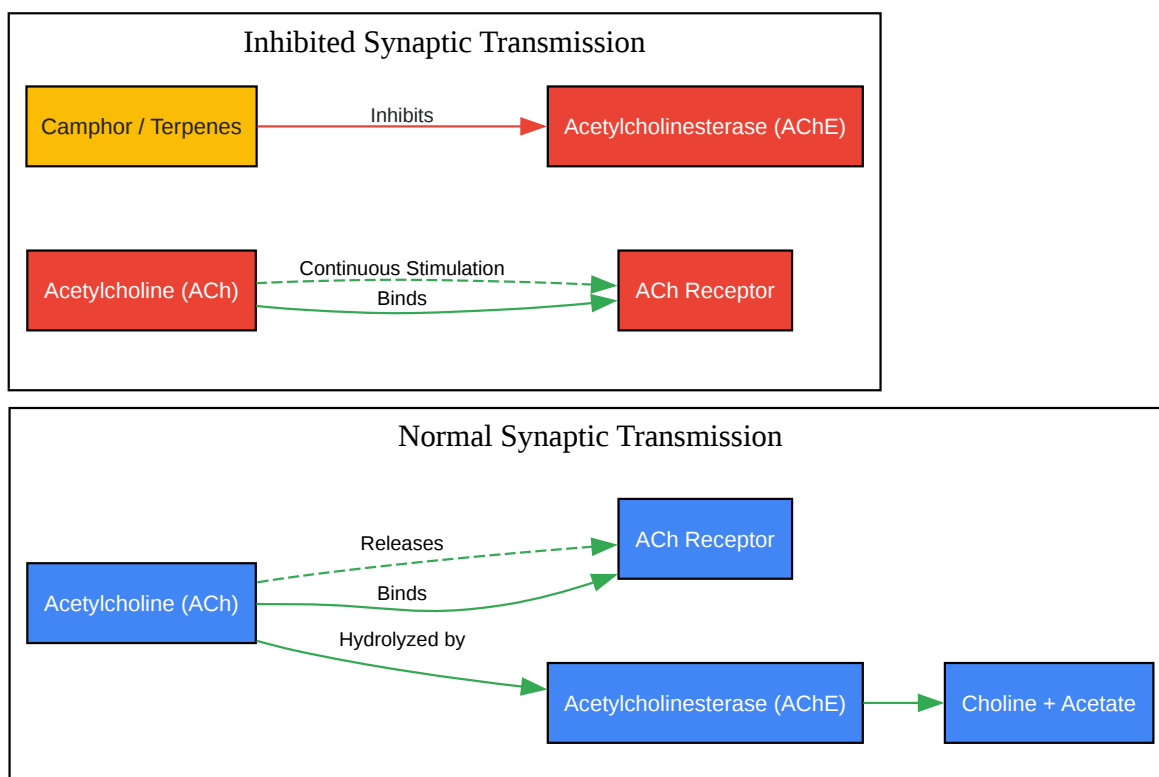 Inhibited Synaptic Transmission
Camphor / Terpenes
Inhibits
Acetylcholinesterase (AChE)
Acetylcholine (ACh)
Continuous Stimulation
Binds
ACh Receptor
Normal Synaptic Transmission
Acetylcholine (ACh)
Releases
Binds
Hydrolyzed by
ACh Receptor
Acetylcholinesterase (AChE)
Choline + Acetate